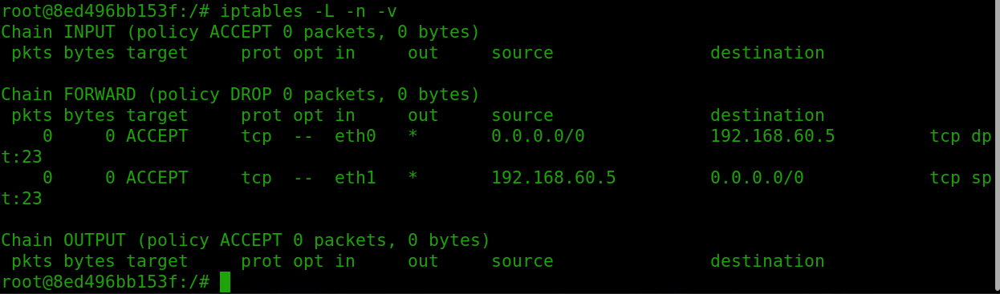 root@8ed496bb153f:/# iptables -L -n -v
Chain INPUT (policy ACCEPT 0 packets, 0 bytes)
 pkts bytes target     prot opt in     out     source               destination

Chain FORWARD (policy DROP 0 packets, 0 bytes)
 pkts bytes target     prot opt in     out     source               destination
    0     0 ACCEPT     tcp  --  eth0   *       0.0.0.0/0            192.168.60.5         tcp dp
t:23
    0     0 ACCEPT     tcp  --  eth1   *       192.168.60.5         0.0.0.0/0            tcp sp
t:23

Chain OUTPUT (policy ACCEPT 0 packets, 0 bytes)
 pkts bytes target     prot opt in     out     source               destination
root@8ed496bb153f:/#